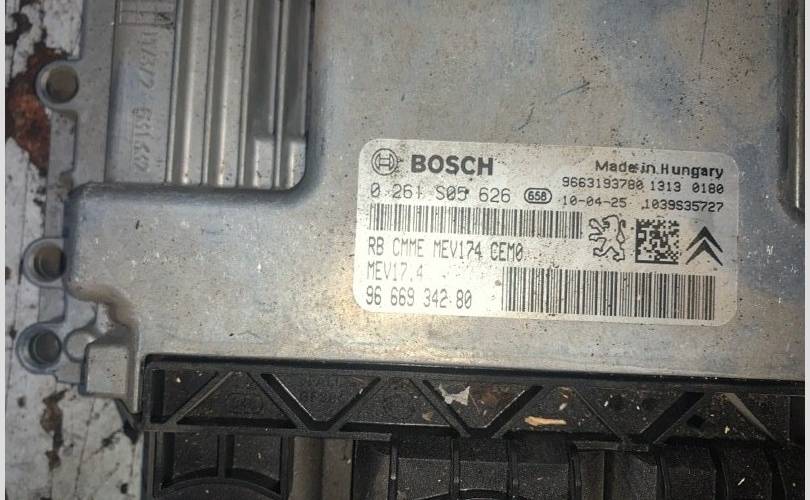 BOSCH
Made in Hungary
9663193780 1313 0180
0 261 S05 626 658
10-04-25 1039S35727
RB CMME MEV174 CEM0
MEV17.4
96 669 342 80